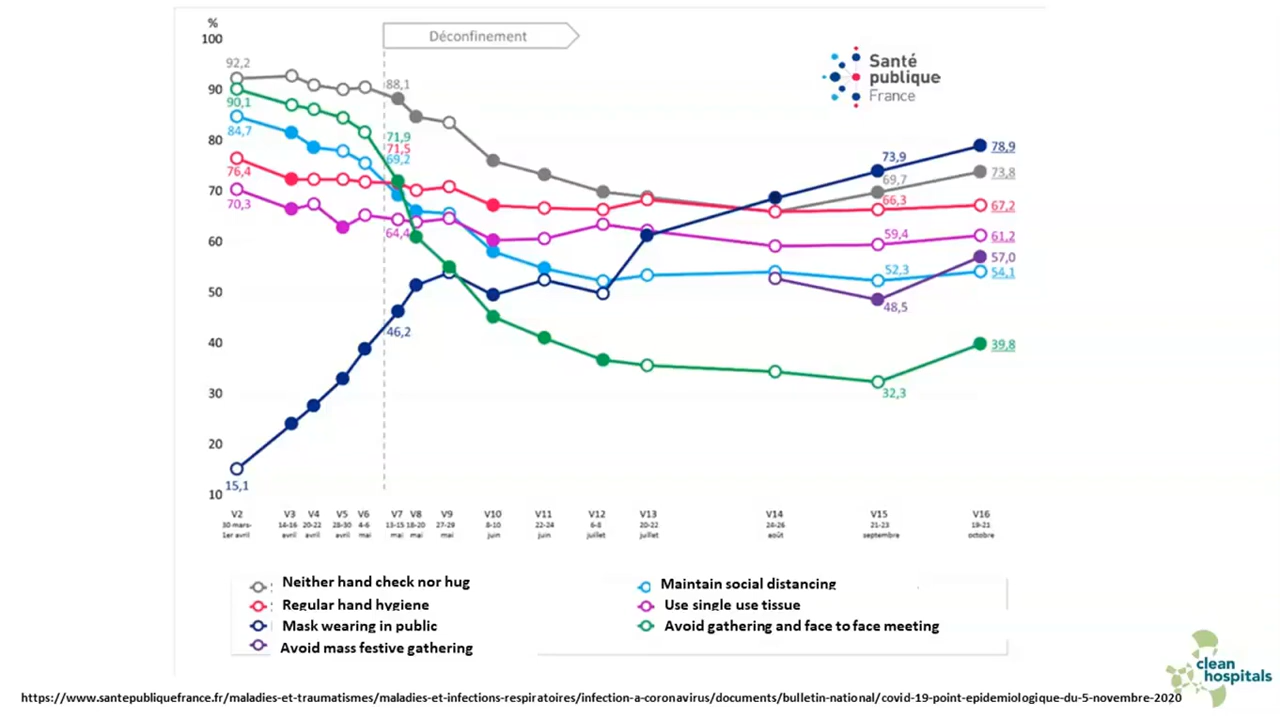 %
100
90
80
70
60
50
40
30
20
10
Déconfinement
Santé
publique
France
92,2
90,1
84,7
76,4
70,3
15,1
88,1
71,9
71,5
69,2
64,4
46,2
73,9
69,7
66,3
59,4
52,3
48,5
32,3
78,9
73,8
67,2
61,2
57,0
54,1
39,8
V2 V3 V4 V5 V6 V7 V8 V9 V10 V11 V12 V13 V14 V15 V16
30 mars- 14-16 20-22 28-30 4-6 13-15 18-20 27-29 8-10 22-24 6-8 20-22 24-26 21-23 19-21
1er avril avril avril avril mai mai mai mai juin juin juillet juillet août septembre octobre
Neither hand check nor hug
Regular hand hygiene
Mask wearing in public
Avoid mass festive gathering
Maintain social distancing
Use single use tissue
Avoid gathering and face to face meeting
clean
hospitals
https://www.santepubliquefrance.fr/maladies-et-traumatismes/maladies-et-infections-respiratoires/infection-a-coronavirus/documents/bulletin-national/covid-19-point-epidemiologique-du-5-novembre-2020